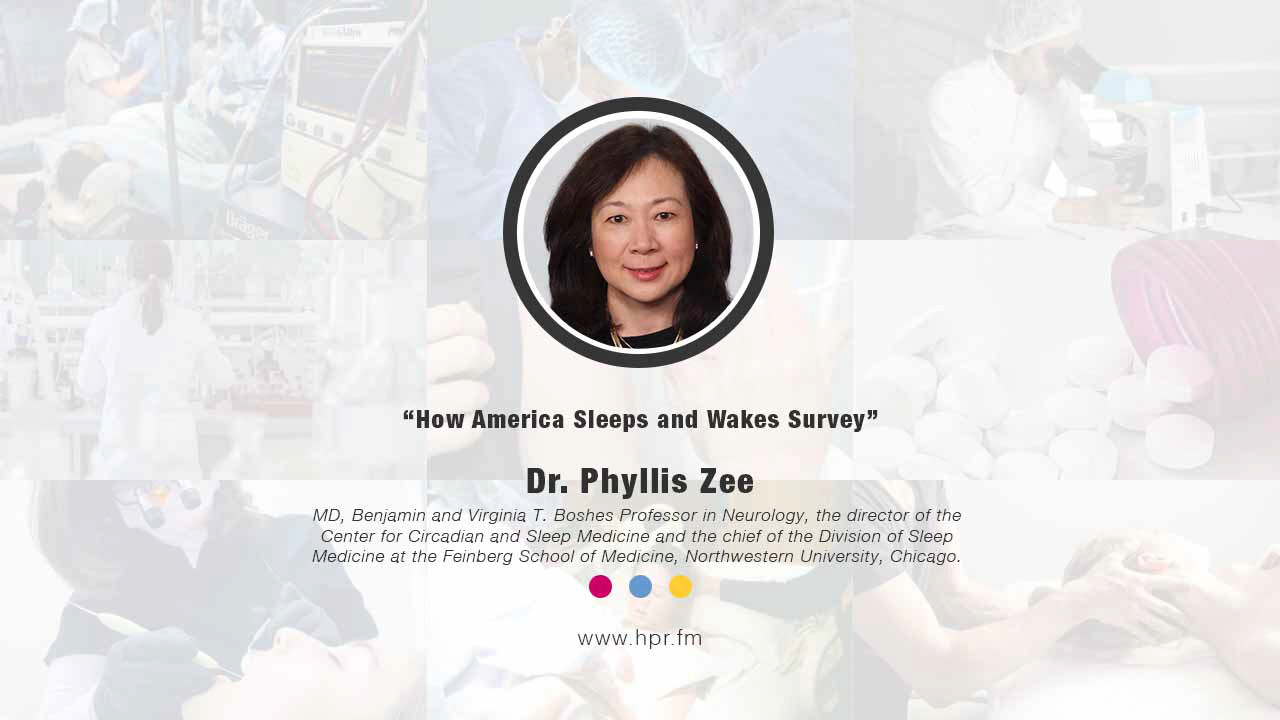 Dräger
“How America Sleeps and Wakes Survey”
Dr. Phyllis Zee
MD, Benjamin and Virginia T. Boshes Professor in Neurology, the director of the
Center for Circadian and Sleep Medicine and the chief of the Division of Sleep
Medicine at the Feinberg School of Medicine, Northwestern University, Chicago.
www.hpr.fm